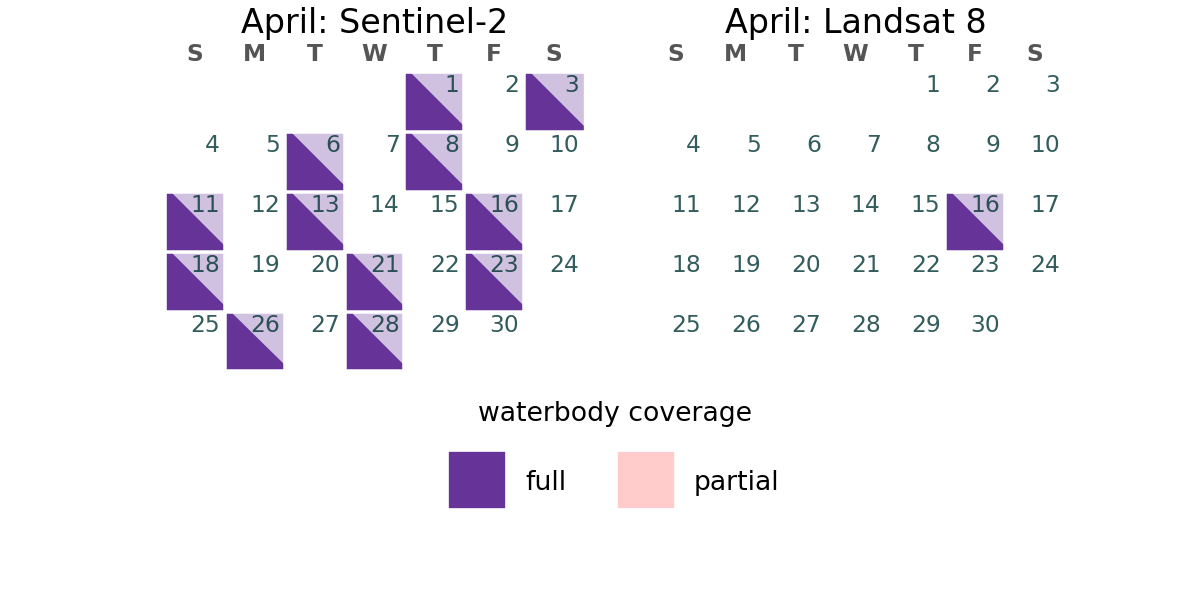 April: Sentinel-2
S M T W T F S
1 2 3
4 5 6 7 8 9 10
11 12 13 14 15 16 17
18 19 20 21 22 23 24
25 26 27 28 29 30
April: Landsat 8
S M T W T F S
1 2 3
4 5 6 7 8 9 10
11 12 13 14 15 16 17
18 19 20 21 22 23 24
25 26 27 28 29 30
waterbody coverage
full partial